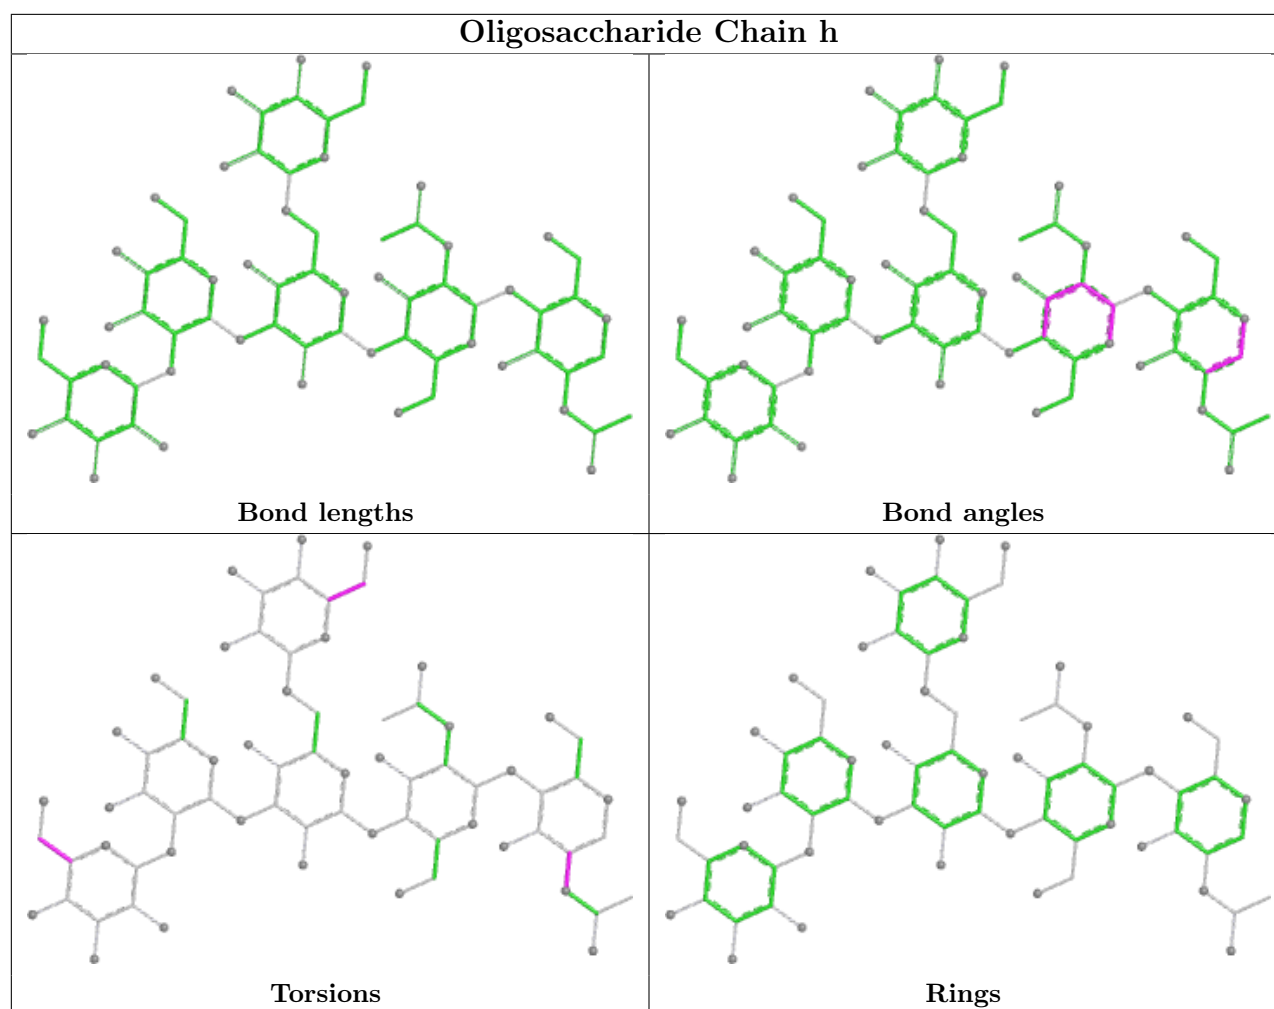 Oligosaccharide Chain h
Bond lengths
Bond angles
Torsions
Rings